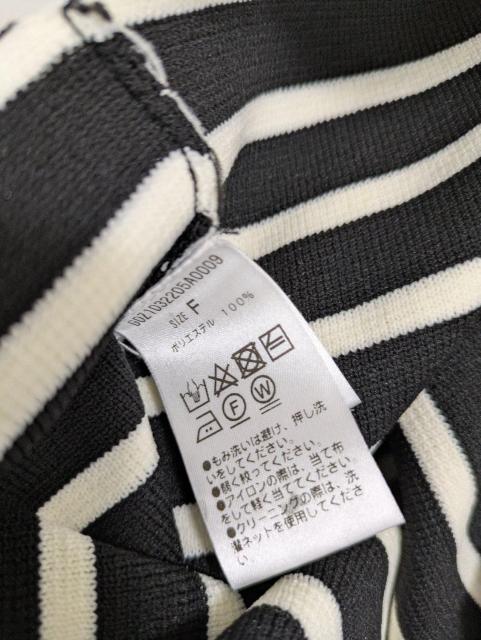 0021032205A0009
SIZE F
ポリエステル 100%
F W
●もみ洗いは避け、押し洗
いをしてください。
●軽く絞ってください。
●アイロンの際は、当て布
をして軽く当ててください。
●クリーニングの際は、洗
濯ネットを使用してくださ